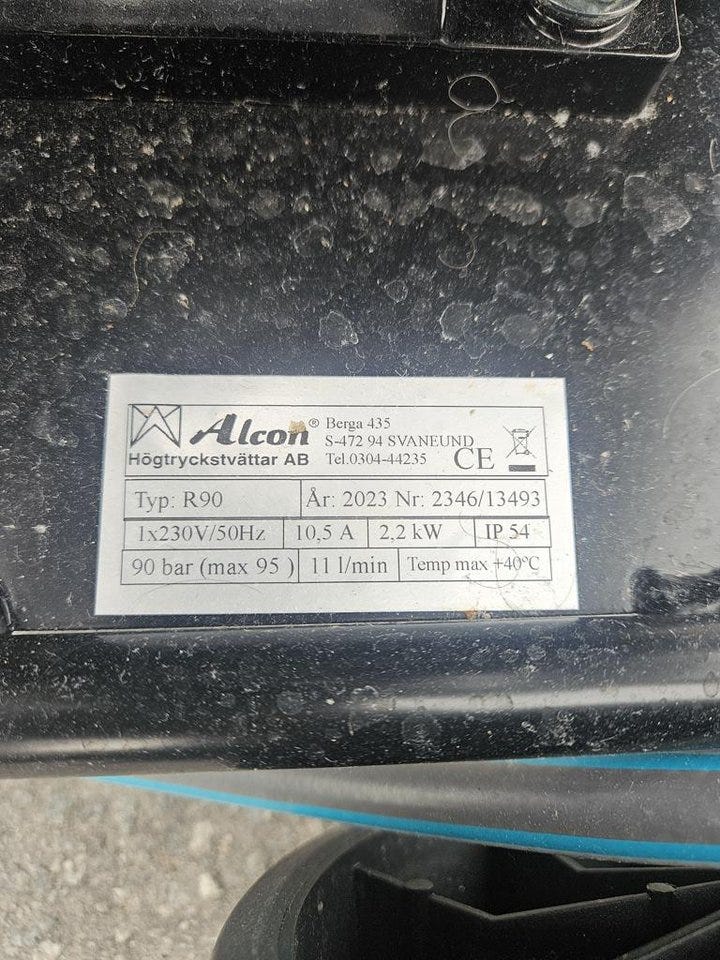 Alcon® Berga 435
S-472 94 SVANEUND
Högtryckstvättar AB Tel.0304-44235 CE
Typ: R90 År: 2023 Nr: 2346/13493
1x230V/50Hz 10,5 A 2,2 kW IP 54
90 bar (max 95 ) 11 l/min Temp max +40ºC